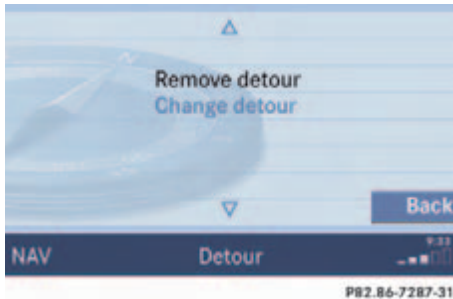 Remove detour
Change detour
Back
NAV Detour 9:33
P82.86-7287-31